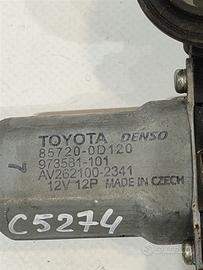 TOYOTA DENSO
85720-0D120
973581-101
AV262100-2341
12V 12P MADE IN CZECH
C5274